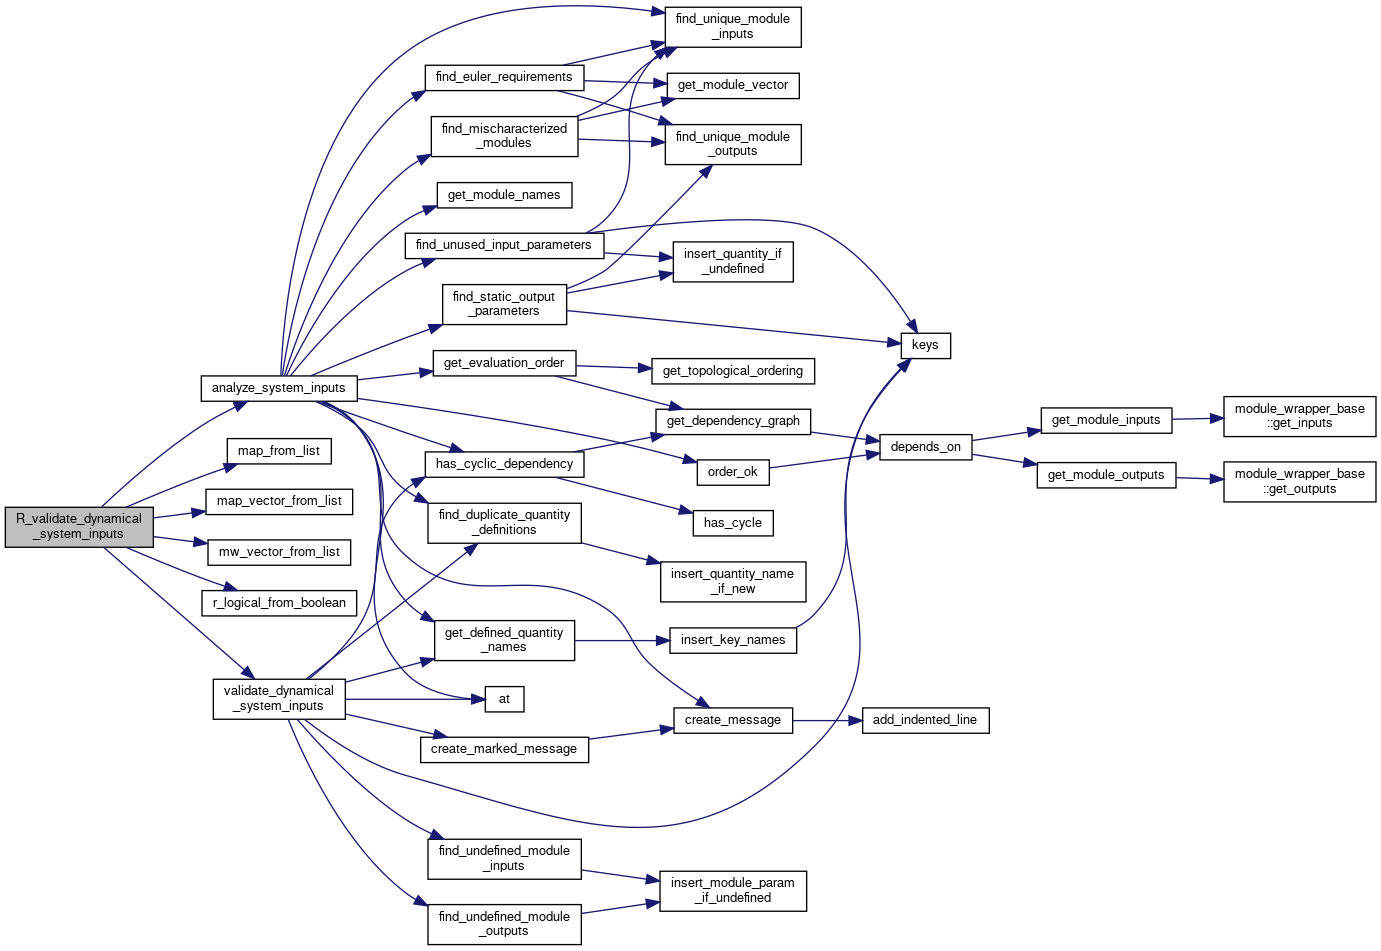 R_validate_dynamical
_system_inputs
analyze_system_inputs
map_from_list
map_vector_from_list
mw_vector_from_list
r_logical_from_boolean
validate_dynamical
_system_inputs
find_euler_requirements
find_mischaracterized
_modules
get_module_names
find_unused_input_parameters
find_static_output
_parameters
get_evaluation_order
has_cyclic_dependency
find_duplicate_quantity
_definitions
get_defined_quantity
_names
at
create_marked_message
find_undefined_module
_inputs
find_undefined_module
_outputs
find_unique_module
_inputs
get_module_vector
find_unique_module
_outputs
insert_quantity_if
_undefined
get_topological_ordering
get_dependency_graph
order_ok
has_cycle
insert_quantity_name
_if_new
insert_key_names
create_message
insert_module_param
_if_undefined
keys
depends_on
add_indented_line
get_module_inputs
get_module_outputs
module_wrapper_base
::get_inputs
module_wrapper_base
::get_outputs